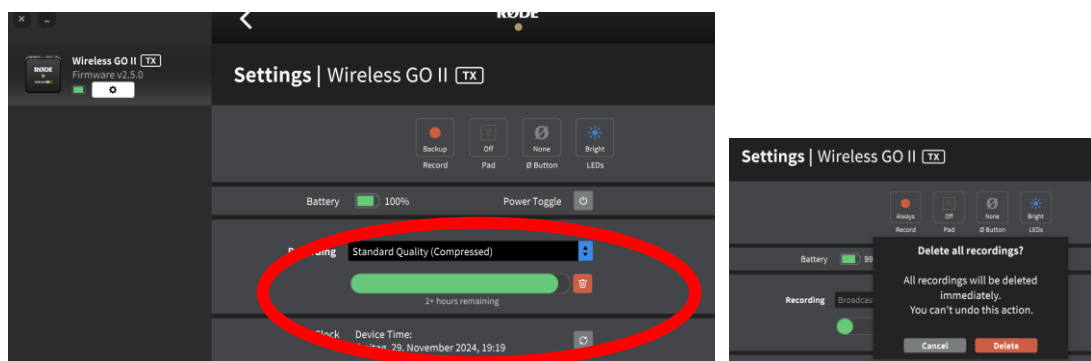 RØDE
Wireless GO II TX
Firmware v2.5.0
RØDE
Settings | Wireless GO II TX
Backup
Off
None
Bright
Record
Pad
Ø Button
LEDs
Battery
100%
Power Toggle
Standard Quality (Compressed)
2+ hours remaining
Clock
Device Time:
29. November 2024, 19:19
Settings | Wireless GO II TX
Always
Off
None
Bright
Record
Pad
Ø Button
LEDs
Battery
99
Recording
Delete all recordings?
All recordings will be deleted
immediately.
You can't undo this action.
Cancel
Delete